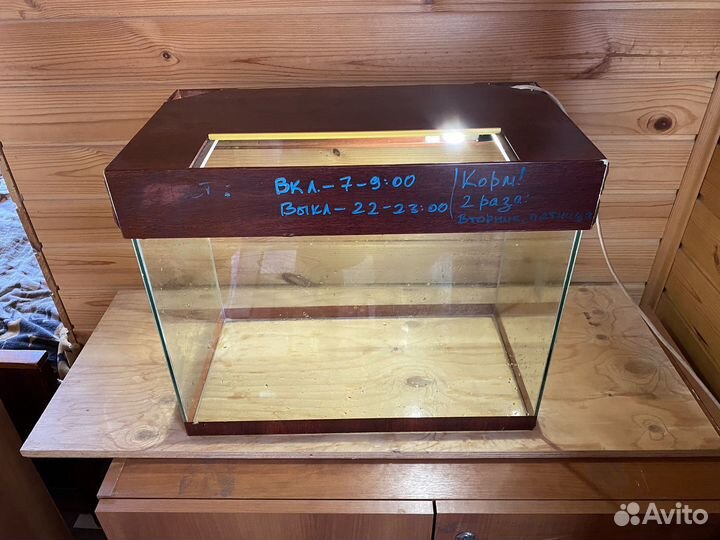 Вкл.-7-9:00
Выкл-22-23:00
Корм!
2 раза:
Вторник, пятница
Avito